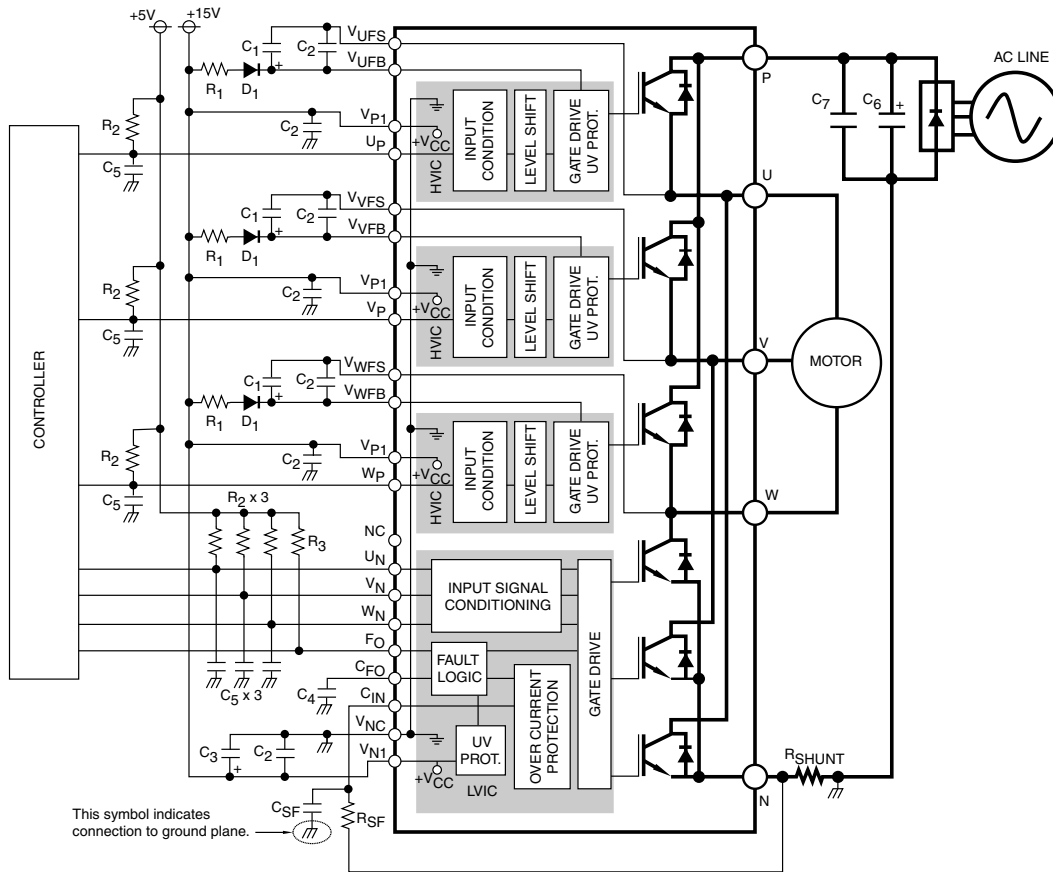 +5V
+15V
C1
+
C2
VUFS
VUFB
R1
D1
C2
VP1
UP
R2
C5
+VCC
HVIC
INPUT CONDITION
LEVEL SHIFT
GATE DRIVE UV PROT.
P
C7
C6
+
AC LINE
U
C1
+
C2
VVFS
VVFB
R1
D1
C2
VP1
VP
R2
C5
+VCC
HVIC
INPUT CONDITION
LEVEL SHIFT
GATE DRIVE UV PROT.
V
MOTOR
CONTROLLER
C1
+
C2
VWFS
VWFB
R1
D1
C2
VP1
WP
R2
C5
+VCC
HVIC
INPUT CONDITION
LEVEL SHIFT
GATE DRIVE UV PROT.
W
R2 x 3
R3
NC
UN
VN
WN
FO
CFO
CIN
VNC
VN1
INPUT SIGNAL CONDITIONING
FAULT LOGIC
OVER CURRENT PROTECTION
GATE DRIVE
UV PROT.
+VCC
LVIC
C5 x 3
C4
C3
+
C2
RSHUNT
N
CSF
RSF
This symbol indicates
connection to ground plane.